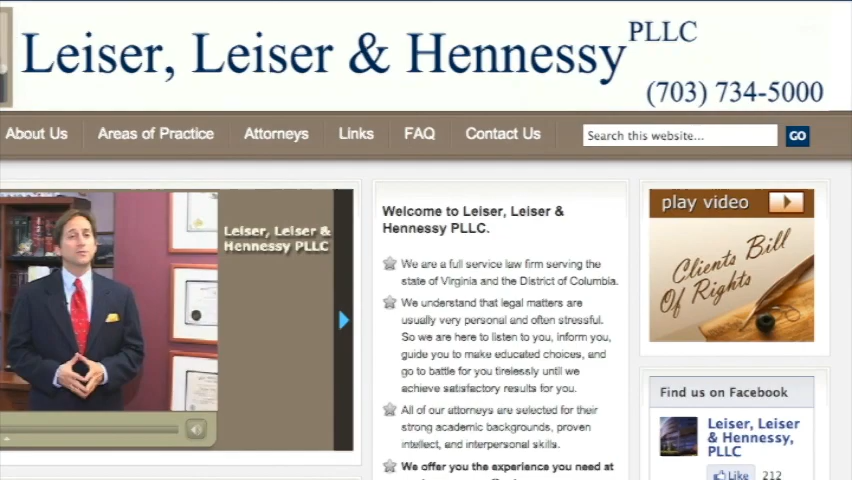 Leiser, Leiser & Hennessy PLLC
(703) 734-5000
About Us
Areas of Practice
Attorneys
Links
FAQ
Contact Us
Search this website...
GO
Leiser, Leiser &
Hennessy PLLC
Welcome to Leiser, Leiser &
Hennessy PLLC.
We are a full service law firm serving the
state of Virginia and the District of Columbia.
We understand that legal matters are
usually very personal and often stressful.
So we are here to listen to you, inform you,
guide you to make educated choices, and
go to battle for you tirelessly until we
achieve satisfactory results for you.
All of our attorneys are selected for their
strong academic backgrounds, proven
intellect, and interpersonal skills.
We offer you the experience you need at
play video
Clients Bill
Of Rights
Find us on Facebook
Leiser, Leiser
& Hennessy,
PLLC
Like 212